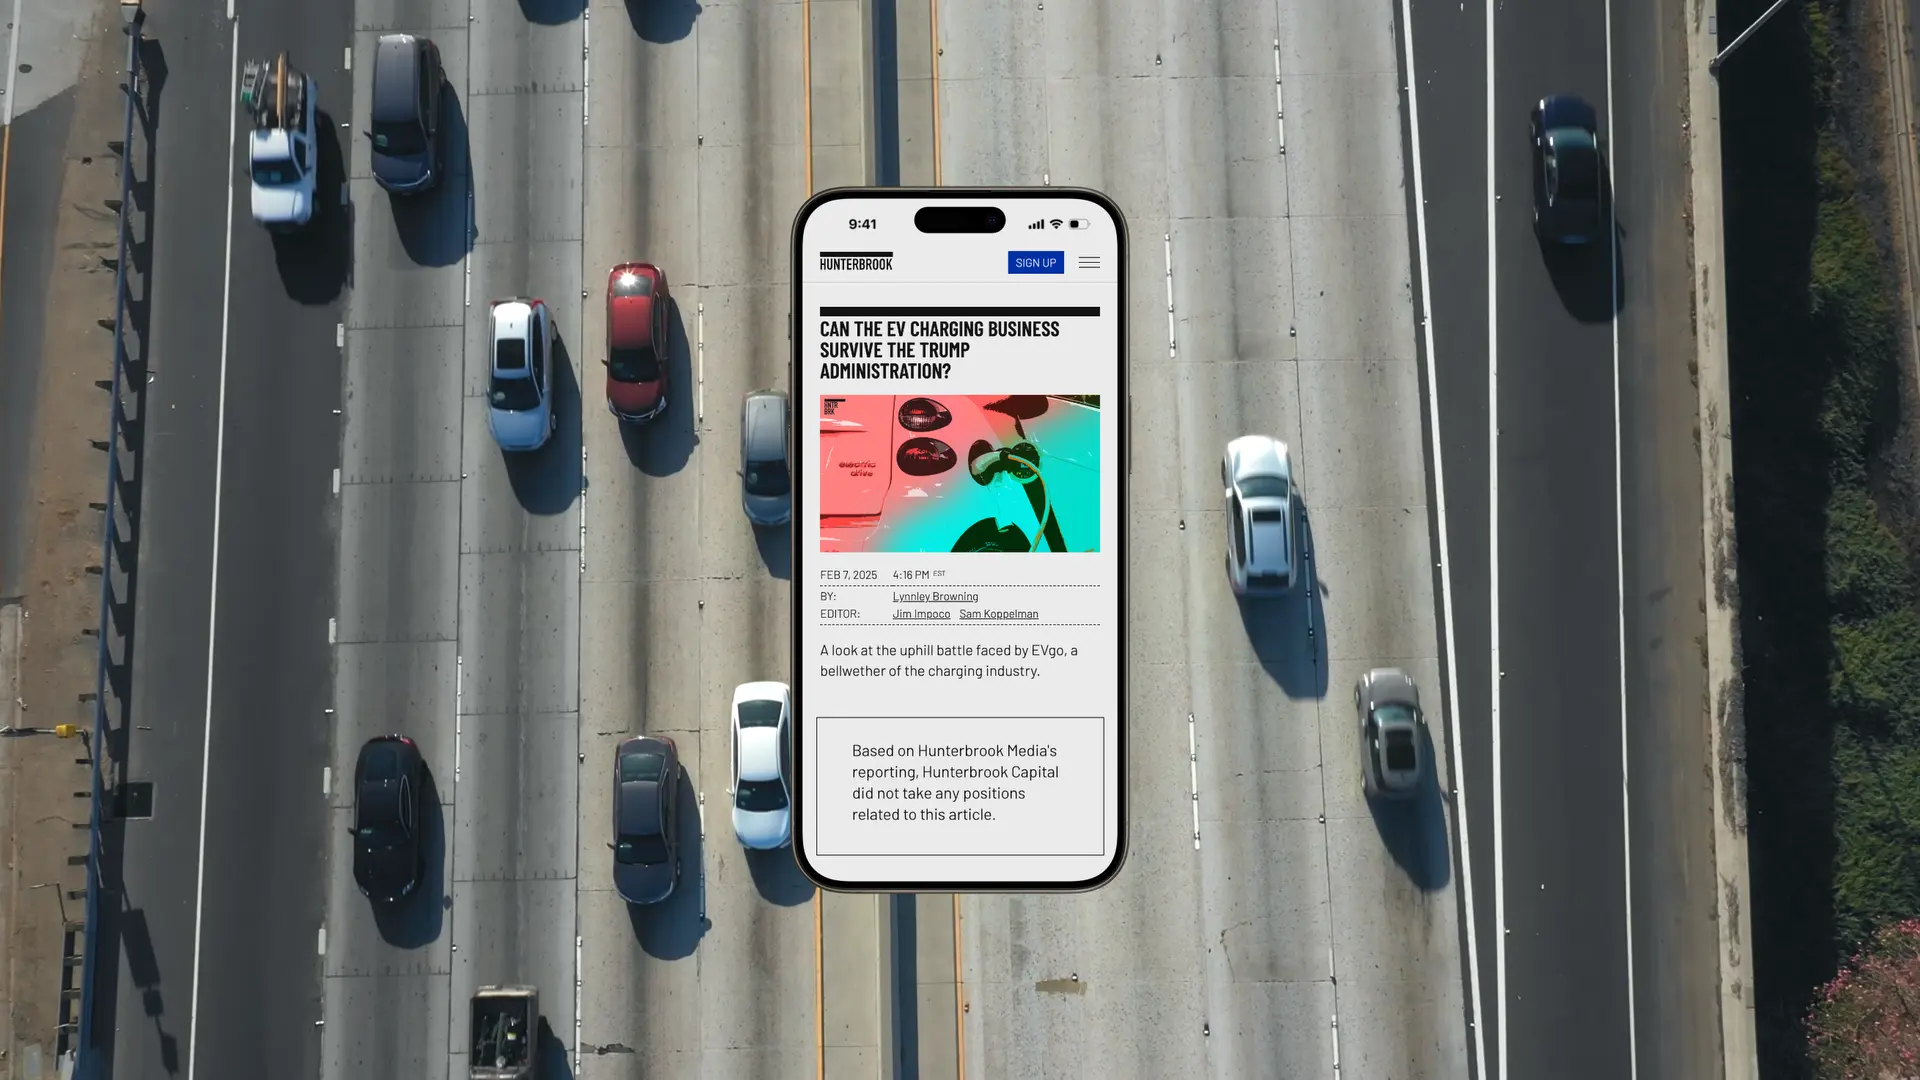 9:41
HUNTERBROOK
SIGN UP
CAN THE EV CHARGING BUSINESS
SURVIVE THE TRUMP
ADMINISTRATION?
HNTR
BRK
electric
drive
FEB 7, 2025 4:16 PM EST
BY: Lynnley Browning
EDITOR: Jim Impoco Sam Koppelman
A look at the uphill battle faced by EVgo, a
bellwether of the charging industry.
Based on Hunterbrook Media's
reporting, Hunterbrook Capital
did not take any positions
related to this article.